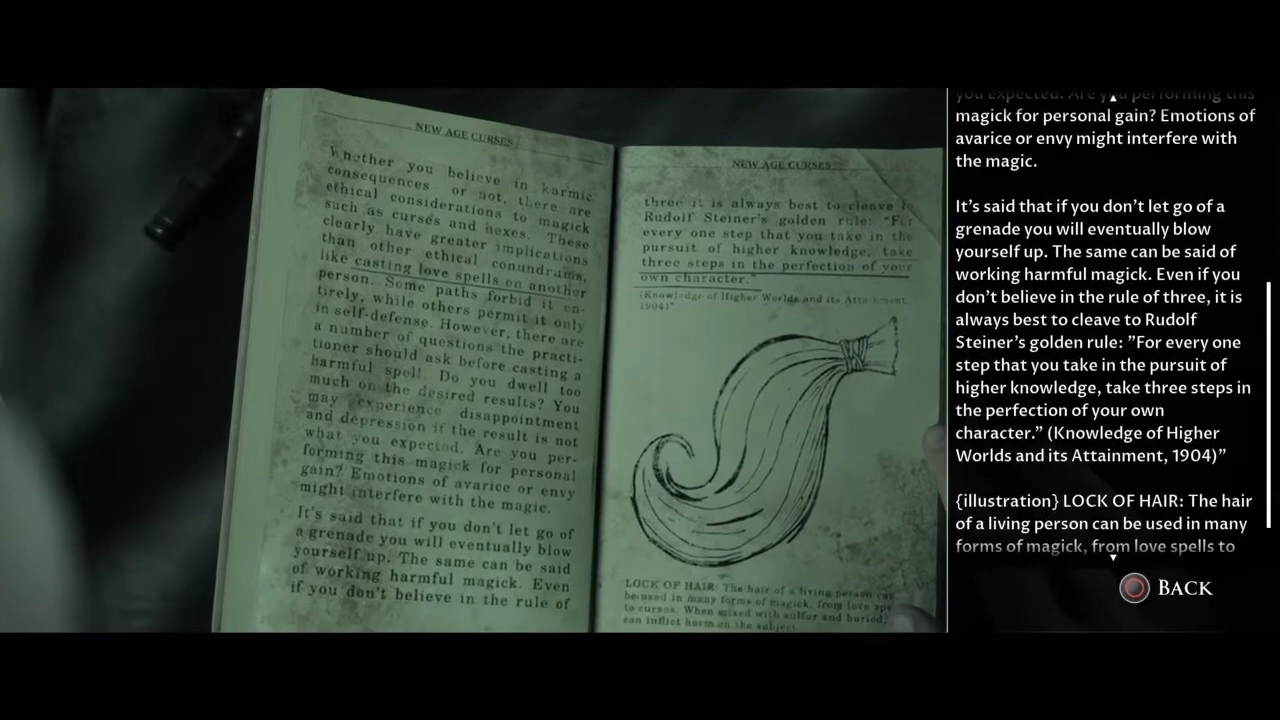 NEW AGE CURSES
Whether you believe in karmic
consequences or not, there are
ethical considerations to magick
such as curses and hexes. These
clearly have greater implications
than other ethical conundrums,
like casting love spells on another
person. Some paths forbid it en-
tirely, while others permit it only
in self-defense. However, there are
a number of questions the practi-
tioner should ask before casting a
harmful spell. Do you dwell too
much on the desired results? You
may experience disappointment
and depression if the result is not
what you expected. Are you per-
forming this magick for personal
gain? Emotions of avarice or envy
might interfere with the magic.
It's said that if you don't let go of
a grenade you will eventually blow
yourself up. The same can be said
of working harmful magick. Even
if you don't believe in the rule of
NEW AGE CURSES
three it is always best to cleave to
Rudolf Steiner's golden rule: "For
every one step that you take in the
pursuit of higher knowledge, take
three steps in the perfection of your
own character."
(Knowledge of Higher Worlds and its Attainment,
1904)"
LOCK OF HAIR: The hair of a living person can
be used in many forms of magick, from love spe
to curses. When mixed with sulfur and buried,
can inflict harm on the subject.
you expected. Are you performing this
magick for personal gain? Emotions of
avarice or envy might interfere with
the magic.
It's said that if you don't let go of a
grenade you will eventually blow
yourself up. The same can be said of
working harmful magick. Even if you
don't believe in the rule of three, it is
always best to cleave to Rudolf
Steiner's golden rule: "For every one
step that you take in the pursuit of
higher knowledge, take three steps in
the perfection of your own
character." (Knowledge of Higher
Worlds and its Attainment, 1904)"
{illustration} LOCK OF HAIR: The hair
of a living person can be used in many
forms of magick, from love spells to
BACK